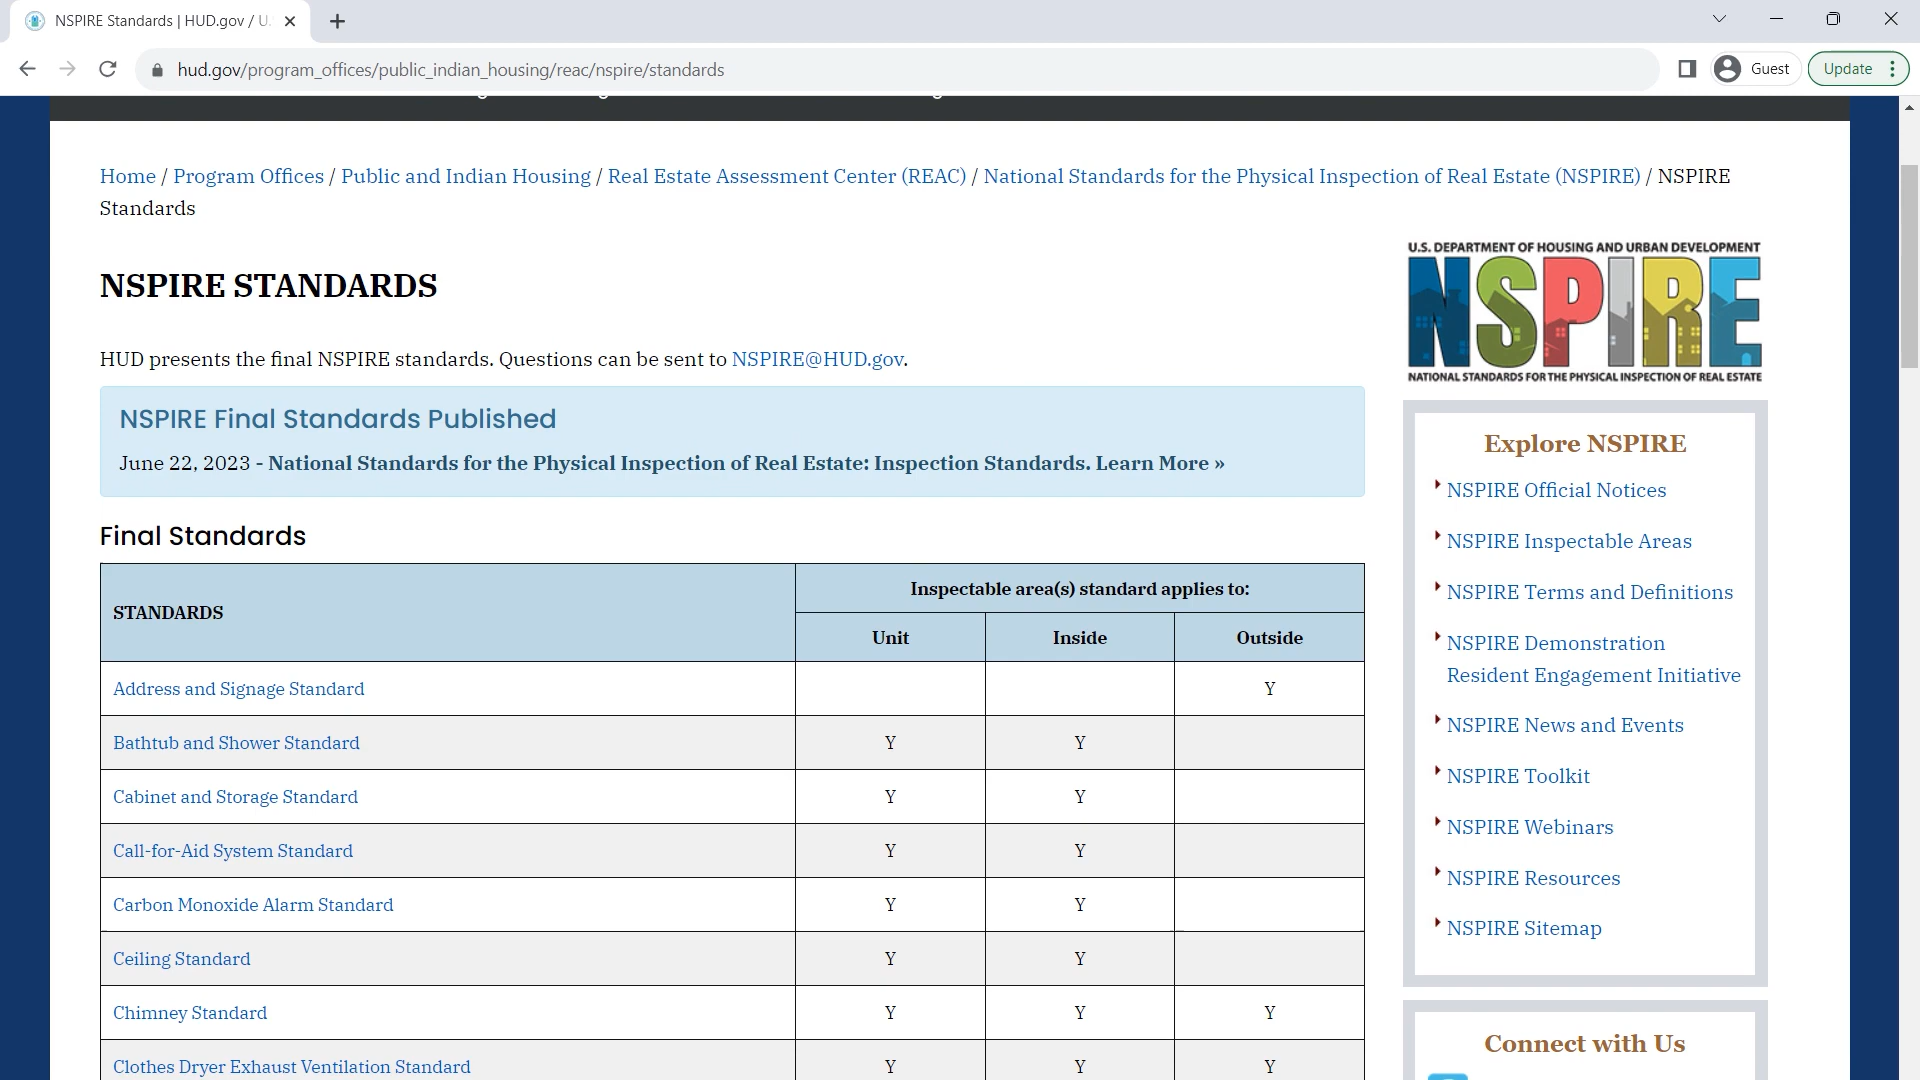 NSPIRE Standards | HUD.gov / U.
hud.gov/program_offices/public_indian_housing/reac/nspire/standards
Guest
Update
Home / Program Offices / Public and Indian Housing / Real Estate Assessment Center (REAC) / National Standards for the Physical Inspection of Real Estate (NSPIRE) / NSPIRE
Standards
NSPIRE STANDARDS
HUD presents the final NSPIRE standards. Questions can be sent to NSPIRE@HUD.gov.
NSPIRE Final Standards Published
June 22, 2023 - National Standards for the Physical Inspection of Real Estate: Inspection Standards. Learn More »
Final Standards
STANDARDS
Inspectable area(s) standard applies to:
Unit Inside Outside
Address and Signage Standard Y
Bathtub and Shower Standard Y Y
Cabinet and Storage Standard Y Y
Call-for-Aid System Standard Y Y
Carbon Monoxide Alarm Standard Y Y
Ceiling Standard Y Y
Chimney Standard Y Y Y
Clothes Dryer Exhaust Ventilation Standard Y Y Y
U.S. DEPARTMENT OF HOUSING AND URBAN DEVELOPMENT
NSPIRE
NATIONAL STANDARDS FOR THE PHYSICAL INSPECTION OF REAL ESTATE
Explore NSPIRE
NSPIRE Official Notices
NSPIRE Inspectable Areas
NSPIRE Terms and Definitions
NSPIRE Demonstration
Resident Engagement Initiative
NSPIRE News and Events
NSPIRE Toolkit
NSPIRE Webinars
NSPIRE Resources
NSPIRE Sitemap
Connect with Us